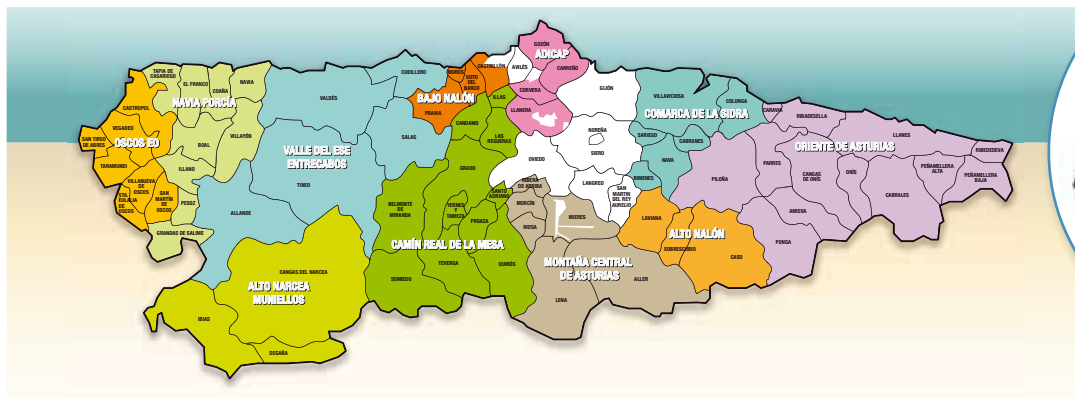 TAPIA DE
CASARIEGO
EL FRANCO
COAÑA
NAVIA
NAVIA PORCÍA
CASTROPOL
VEGADEO
SAN TIRSO
DE ABRES
OSCOS EO
TARAMUNDI
VILLANUEVA
DE
OSCOS
STA.
EULALIA
DE
OSCOS
SAN
MARTÍN
DE OSCOS
BOAL
VILLAYÓN
ILLANO
PESOZ
GRANDAS DE SALIME
VALDÉS
CUDILLERO
SALAS
VALLE DEL ESE
ENTRECABOS
TINEO
ALLANDE
CANGAS DEL NARCEA
ALTO NARCEA
MUNIELLOS
IBIAS
DEGAÑA
MUROS
SOTO
DEL
BARCO
CASTRILLÓN
BAJO NALÓN
PRAVIA
AVILÉS
ILLAS
CANDAMO
LAS
REGUERAS
GRADO
BELMONTE
DE
MIRANDA
YERNES
Y
TAMEZA
PROAZA
SANTO
ADRIANO
CAMÍN REAL DE LA MESA
SOMIEDO
TEVERGA
QUIRÓS
GOZÓN
ADICAP
CARREÑO
CORVERA
LLANERA
GIJÓN
NOREÑA
SIERO
OVIEDO
LANGREO
SAN
MARTÍN
DEL REY
AURELIO
RIBERA
DE ARRIBA
MORCÍN
RIOSA
MIERES
MONTAÑA CENTRAL
DE ASTURIAS
LENA
ALLER
VILLAVICIOSA
COLUNGA
COMARCA DE LA SIDRA
SARIEGO
CABRANES
NAVA
BIMENES
LAVIANA
ALTO NALÓN
SOBRESCOBIO
CASO
CARAVIA
RIBADESELLA
LLANES
RIBEDEDEVA
ORIENTE DE ASTURIAS
PILOÑA
PARRES
CANGAS
DE ONÍS
ONÍS
PEÑAMELLERA
ALTA
PEÑAMELLERA
BAJA
CABRALES
AMIEVA
PONGA